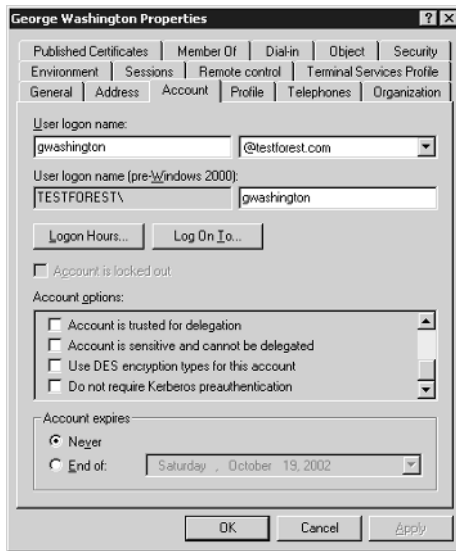 George Washington Properties
Published Certificates Member Of Dial-in Object Security
Environment Sessions Remote control Terminal Services Profile
General Address Account Profile Telephones Organization
User logon name:
gwashington @testforest.com
User logon name (pre-Windows 2000):
TESTFOREST\ gwashington
Logon Hours... Log On To...
Account is locked out
Account options:
Account is trusted for delegation
Account is sensitive and cannot be delegated
Use DES encryption types for this account
Do not require Kerberos preauthentication
Account expires
Never
End of: Saturday , October 19, 2002
OK Cancel Apply